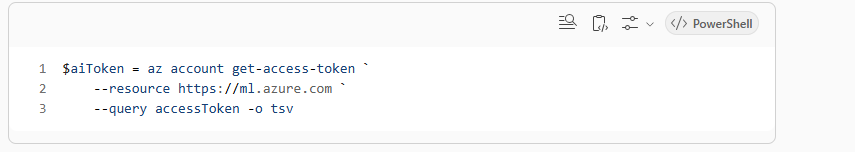 </> PowerShell
1 $aiToken = az account get-access-token `
2 --resource https://ml.azure.com `
3 --query accessToken -o tsv